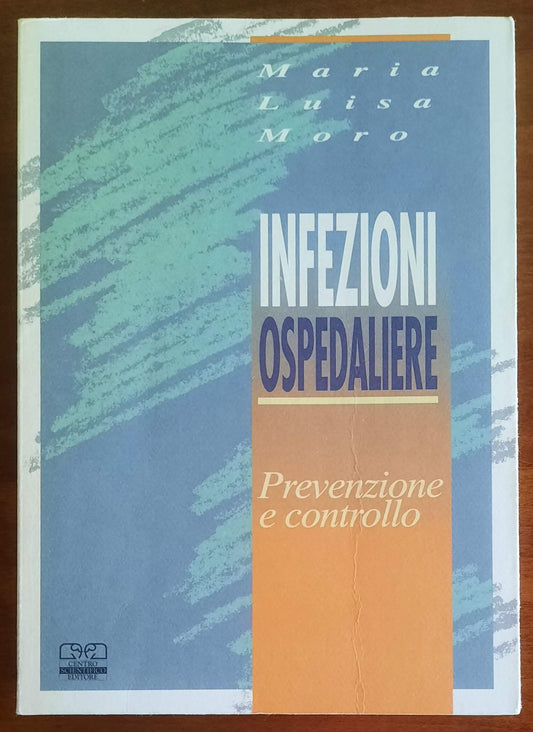 Maria
Luisa
Moro
INFEZIONI
OSPEDALIERE
Prevenzione
e controllo
CENTRO
SCIENTIFICO
EDITORE